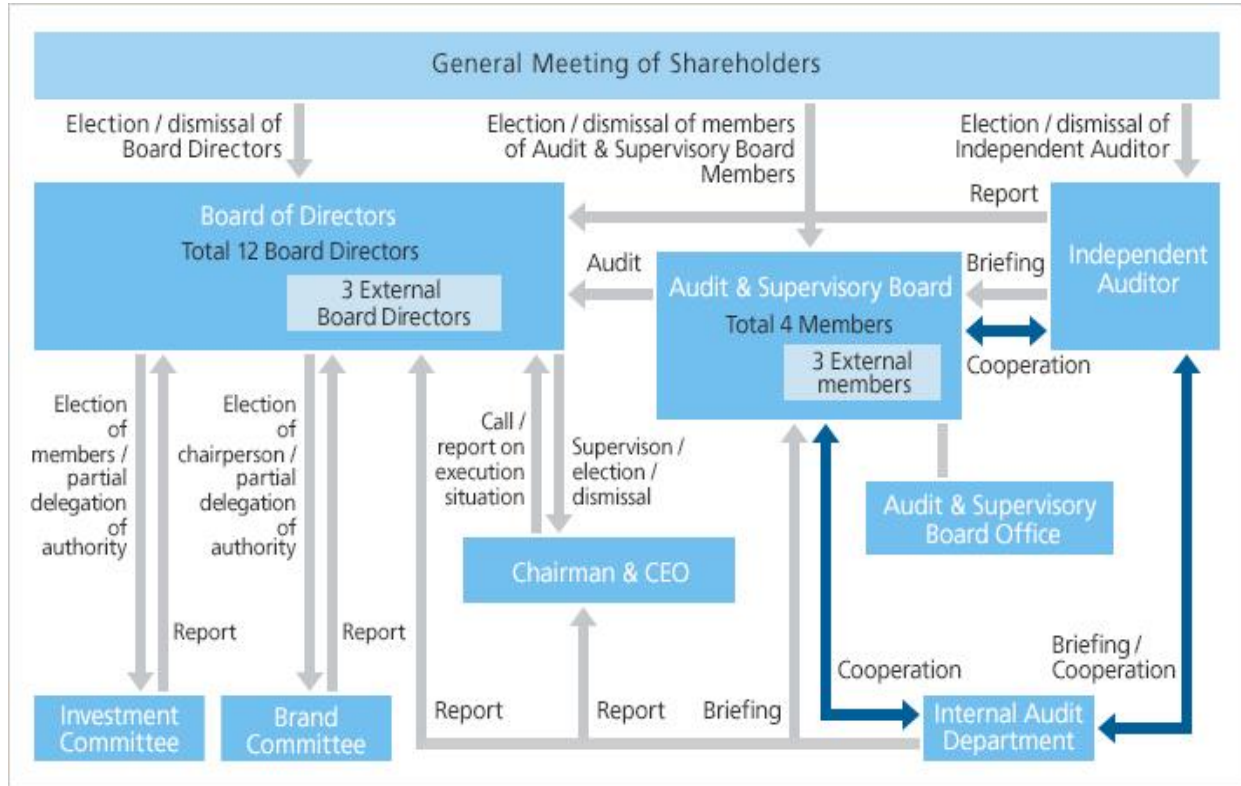 General Meeting of Shareholders
Election / dismissal of
Board Directors
Election / dismissal of members
of Audit & Supervisory Board
Members
Election / dismissal of
Independent Auditor
Board of Directors
Total 12 Board Directors
3 External
Board Directors
Report
Audit
Audit & Supervisory Board
Total 4 Members
3 External
members
Briefing
Cooperation
Independent
Auditor
Election
of
members /
partial
delegation
of
authority
Election
of
chairperson /
partial
delegation
of
authority
Call /
report on
execution
situation
Supervison /
election /
dismissal
Audit & Supervisory
Board Office
Chairman & CEO
Report
Report
Cooperation
Briefing /
Cooperation
Investment
Committee
Brand
Committee
Report
Report
Briefing
Internal Audit
Department